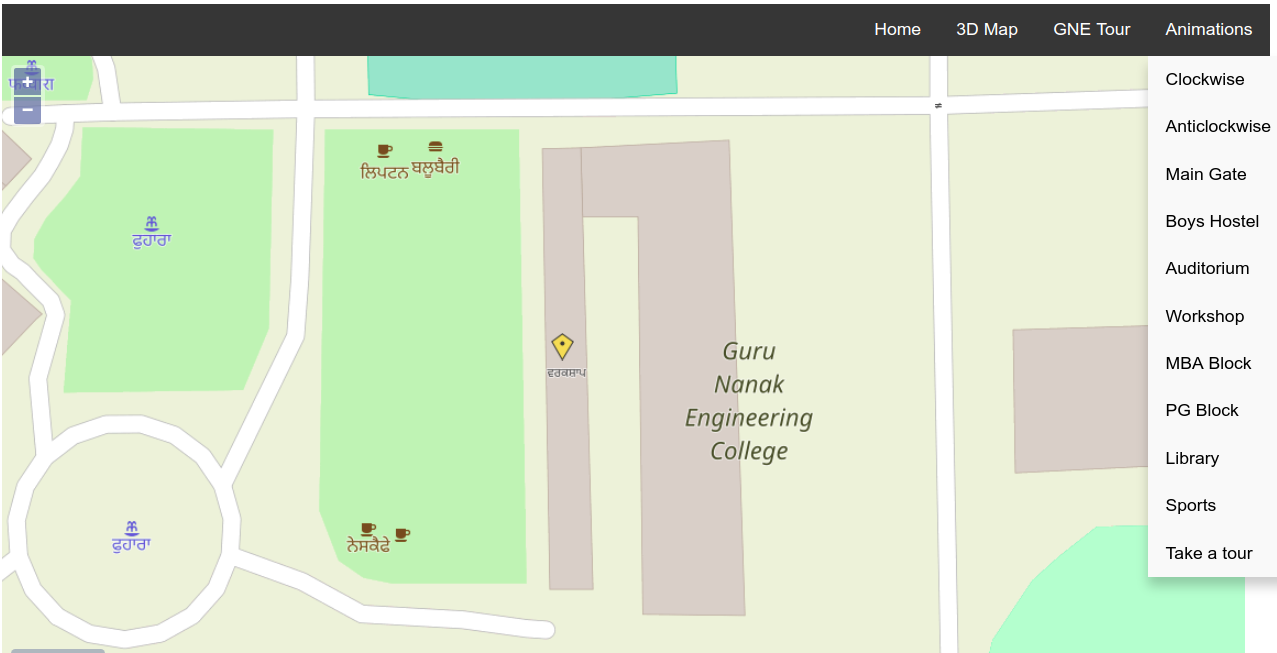 Home 3D Map GNE Tour Animations
+
−
ਫਹਾਰਾ
ਲਿਪਟਨ ਬਲੂਬੈਰੀ
ਫੁਹਾਰਾ
ਵਰਕਸ਼ਾਪ
Guru
Nanak
Engineering
College
ਨੇਸਕੈਫੇ
ਫੁਹਾਰਾ
Clockwise
Anticlockwise
Main Gate
Boys Hostel
Auditorium
Workshop
MBA Block
PG Block
Library
Sports
Take a tour